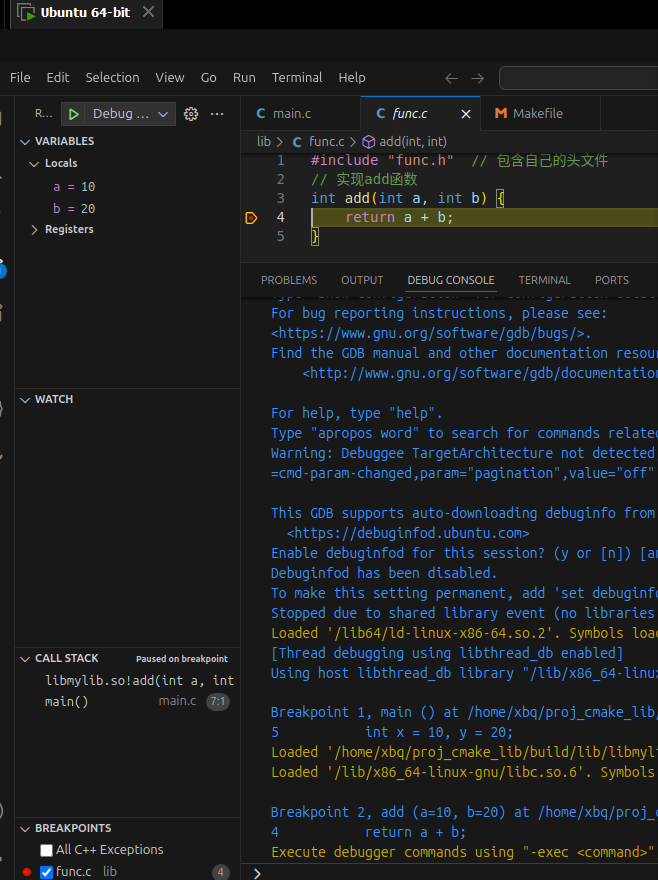 Ubuntu 64-bit
File Edit Selection View Go Run Terminal Help
R... Debug ... main.c func.c Makefile
lib > func.c > add(int, int)
VARIABLES
Locals
a = 10
b = 20
Registers
1 #include "func.h" // 包含自己的头文件
2 // 实现add函数
3 int add(int a, int b) {
4 return a + b;
5 }
PROBLEMS OUTPUT DEBUG CONSOLE TERMINAL PORTS
For bug reporting instructions, please see:
<https://www.gnu.org/software/gdb/bugs/>.
Find the GDB manual and other documentation resou
<http://www.gnu.org/software/gdb/documentation
For help, type "help".
Type "apropos word" to search for commands related
Warning: Debuggee TargetArchitecture not detected
=cmd-param-changed,param="pagination",value="off"
This GDB supports auto-downloading debuginfo from
<https://debuginfod.ubuntu.com>
Enable debuginfod for this session? (y or [n]) [an
Debuginfod has been disabled.
To make this setting permanent, add 'set debuginfo
Stopped due to shared library event (no libraries
Loaded '/lib64/ld-linux-x86-64.so.2'. Symbols load
[Thread debugging using libthread_db enabled]
Using host libthread_db library "/lib/x86_64-linux
Breakpoint 1, main () at /home/xbq/proj_cmake_lib/
5 int x = 10, y = 20;
Loaded '/home/xbq/proj_cmake_lib/build/lib/libmyli
Loaded '/lib/x86_64-linux-gnu/libc.so.6'. Symbols
Breakpoint 2, add (a=10, b=20) at /home/xbq/proj_c
4 return a + b;
Execute debugger commands using "-exec <command>"
WATCH
CALL STACK Paused on breakpoint
libmylib.so!add(int a, int
main() main.c 7:1
BREAKPOINTS
All C++ Exceptions
func.c lib 4